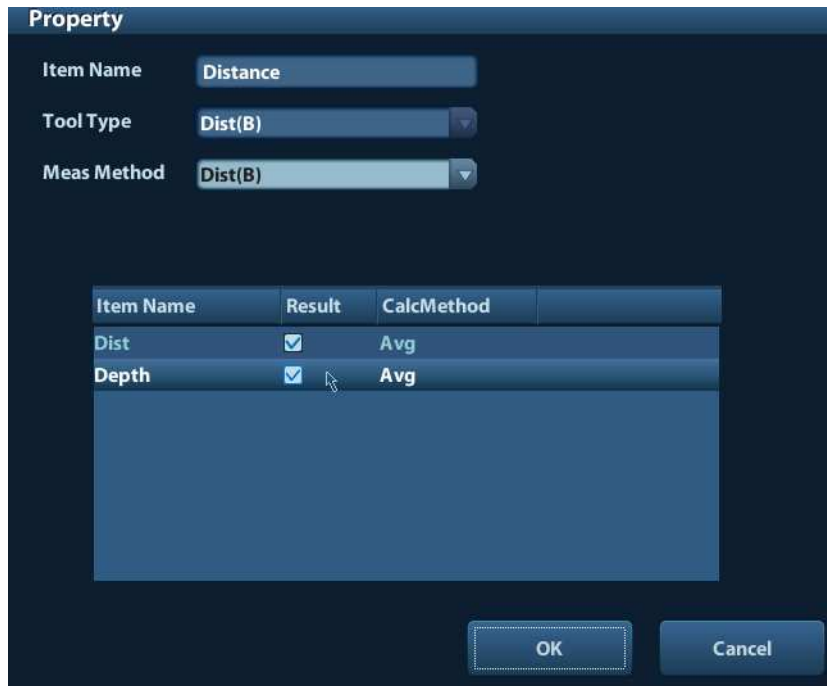 Property
Item Name Distance
Tool Type Dist(B)
Meas Method Dist(B)
Item Name Result CalcMethod
Dist Avg
Depth Avg
OK Cancel